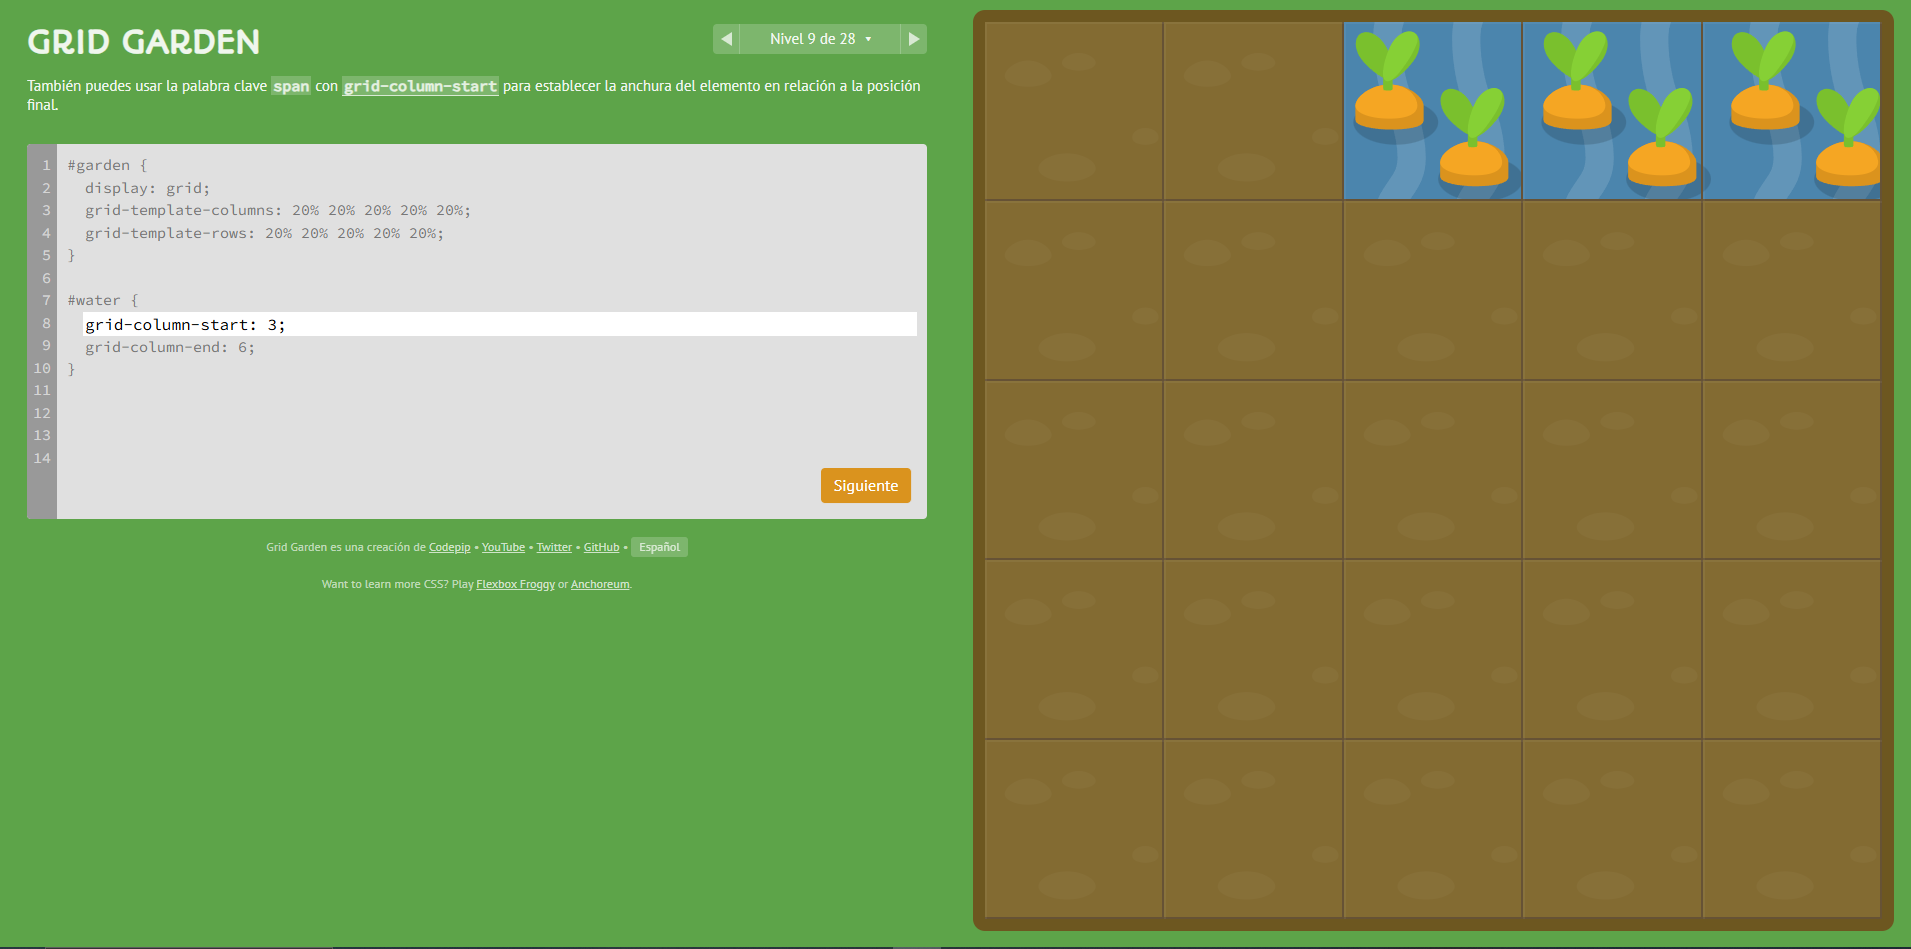 GRID GARDEN
Nivel 9 de 28
También puedes usar la palabra clave span con grid-column-start para establecer la anchura del elemento en relación a la posición
final.
1 #garden {
2 display: grid;
3 grid-template-columns: 20% 20% 20% 20% 20%;
4 grid-template-rows: 20% 20% 20% 20% 20%;
5 }
6
7 #water {
8 grid-column-start: 3;
9 grid-column-end: 6;
10 }
11
12
13
14
Siguiente
Grid Garden es una creación de Codepip • YouTube • Twitter • GitHub • Español
Want to learn more CSS? Play Flexbox Froggy or Anchoreum.